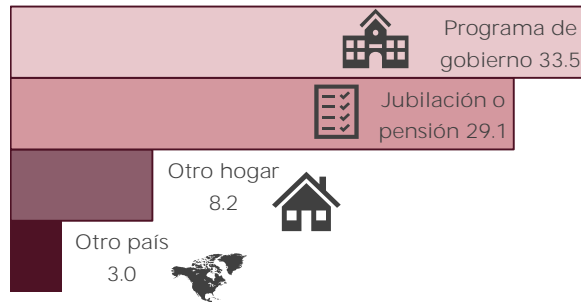 Programa de
gobierno 33.5
Jubilación o
pensión 29.1
Otro hogar
8.2
Otro país
3.0